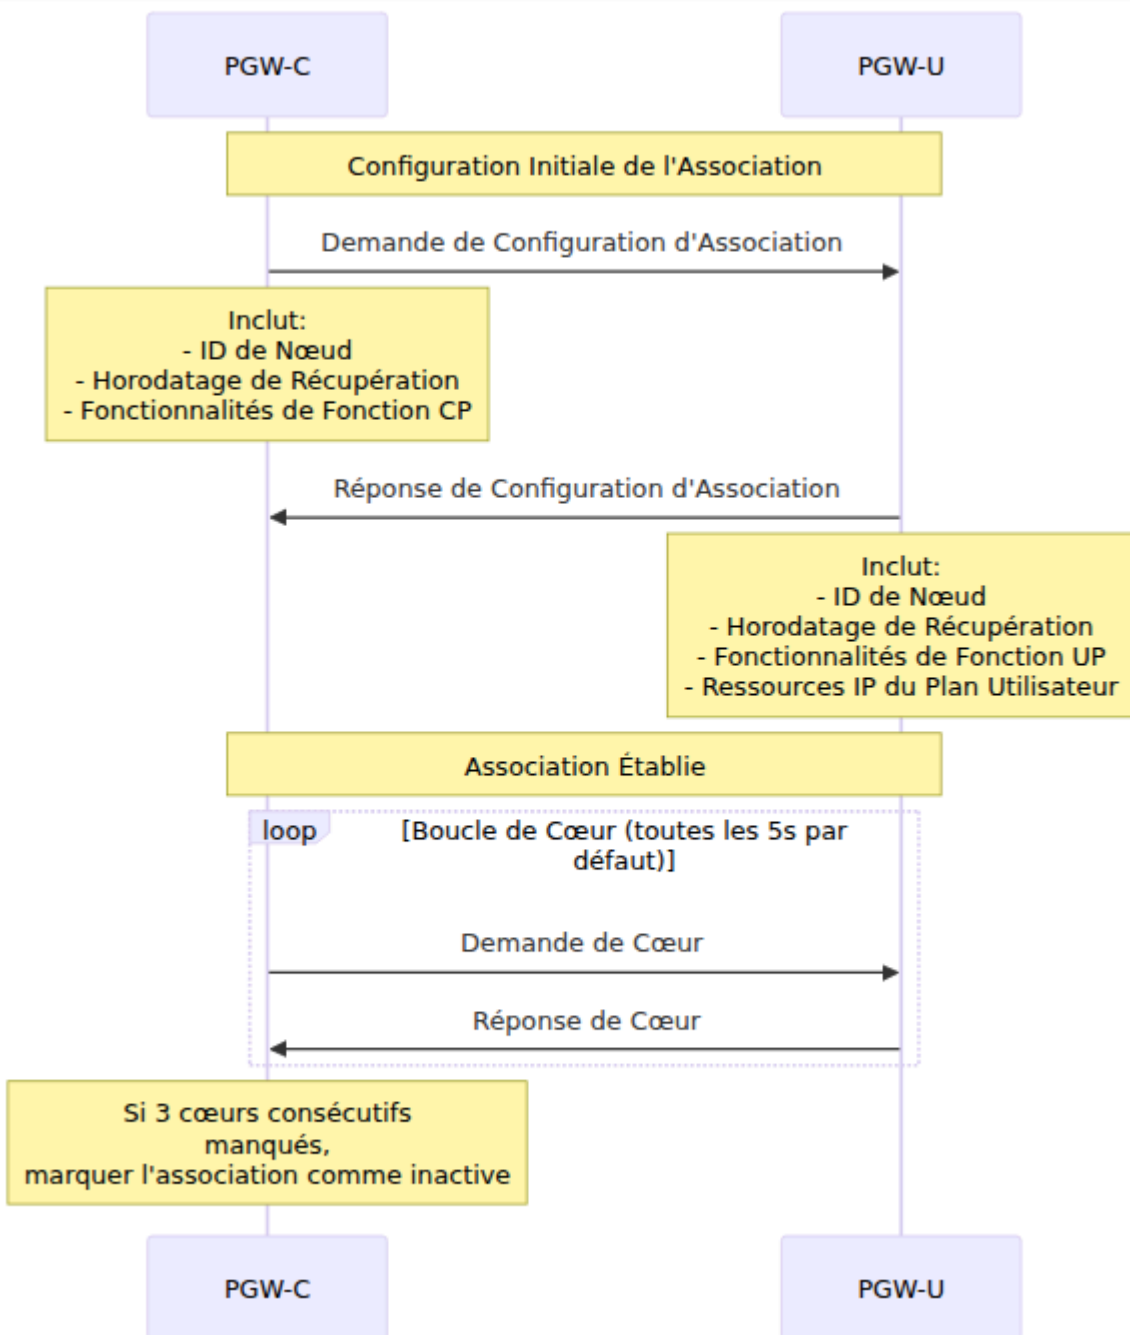 PGW-C
PGW-U
Configuration Initiale de l'Association
Demande de Configuration d'Association
Inclut:
- ID de Nœud
- Horodatage de Récupération
- Fonctionnalités de Fonction CP
Réponse de Configuration d'Association
Inclut:
- ID de Nœud
- Horodatage de Récupération
- Fonctionnalités de Fonction UP
- Ressources IP du Plan Utilisateur
Association Établie
loop
[Boucle de Cœur (toutes les 5s par
défaut)]
Demande de Cœur
Réponse de Cœur
Si 3 cœurs consécutifs
manqués,
marquer l'association comme inactive
PGW-C
PGW-U